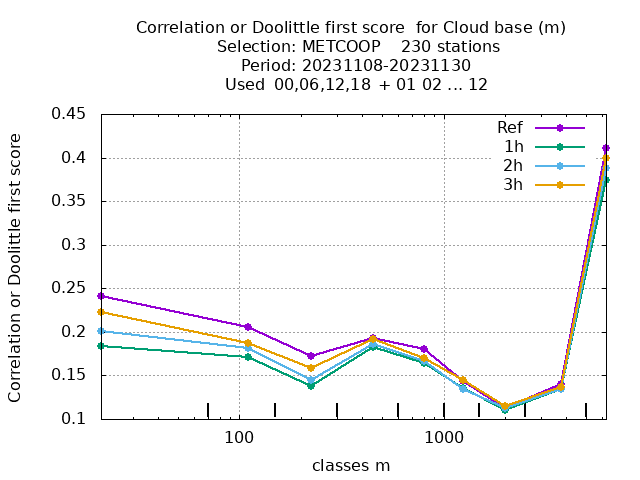 Correlation or Doolittle first score  for Cloud base (m)
Selection: METCOOP    230 stations
Period: 20231108-20231130
Used  00,06,12,18 + 01 02 ... 12
Correlation or Doolittle first score
0.45
0.4
0.35
0.3
0.25
0.2
0.15
0.1
Ref
1h
2h
3h
100
1000
classes m